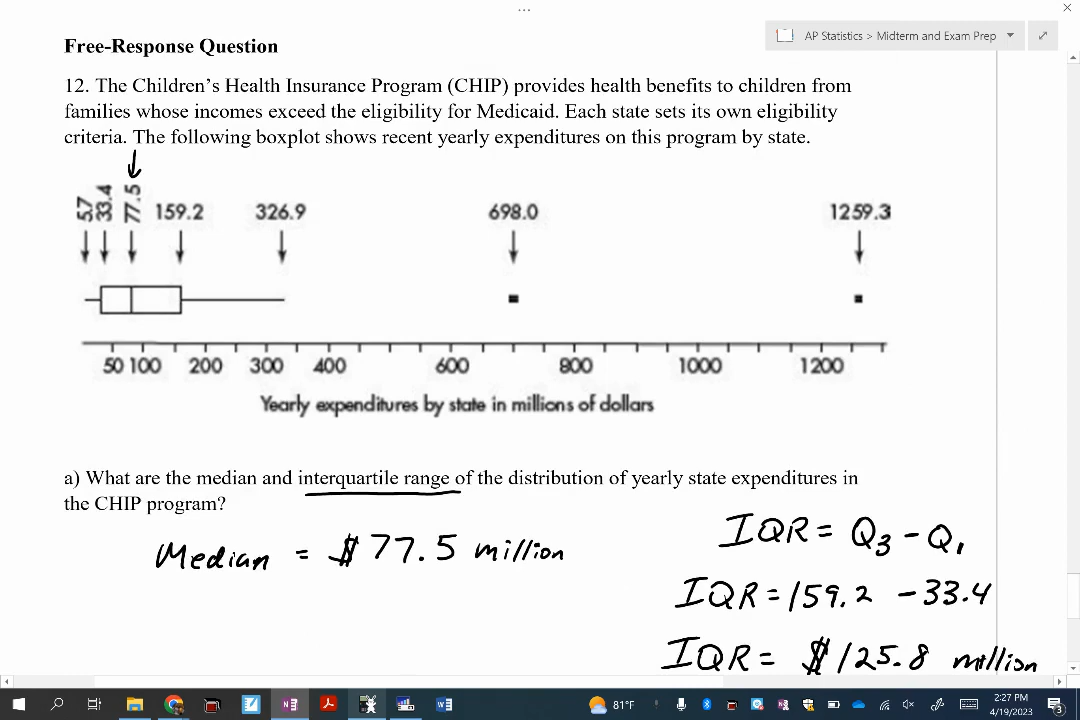 ...
Free-Response Question
AP Statistics > Midterm and Exam Prep
12. The Children's Health Insurance Program (CHIP) provides health benefits to children from
families whose incomes exceed the eligibility for Medicaid. Each state sets its own eligibility
criteria. The following boxplot shows recent yearly expenditures on this program by state.
33.4 77.5 159.2 326.9 698.0 1259.3
50 100 200 300 400 600 800 1000 1200
Yearly expenditures by state in millions of dollars
a) What are the median and interquartile range of the distribution of yearly state expenditures in
the CHIP program?
Median = $77.5 million
IQR = Q3 - Q1
IQR = 159.2 - 33.4
IQR = $125.8 million
81°F
2:27 PM
4/19/2023